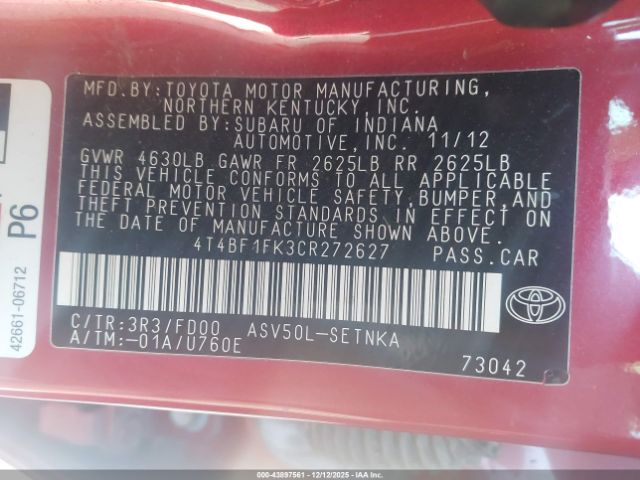 MFD.BY:TOYOTA MOTOR MANUFACTURING,
NORTHERN KENTUCKY,INC.
ASSEMBLED BY:SUBARU OF INDIANA
AUTOMOTIVE,INC. 11/12
GVWR 4630LB GAWR FR 2625LB RR 2625LB
THIS VEHICLE CONFORMS TO ALL APPLICABLE
FEDERAL MOTOR VEHICLE SAFETY,BUMPER,AND
THEFT PREVENTION STANDARDS IN EFFECT ON
THE DATE OF MANUFACTURE SHOWN ABOVE.
4T4BF1FK3CR272627 PASS.CAR
C/TR:3R3/FD00 ASV50L-SETNKA
A/TM:-01A/U760E
73042
TOYOTA
P6
42661-06712
000-43897561 - 12/12/2025 - IAAI.COM